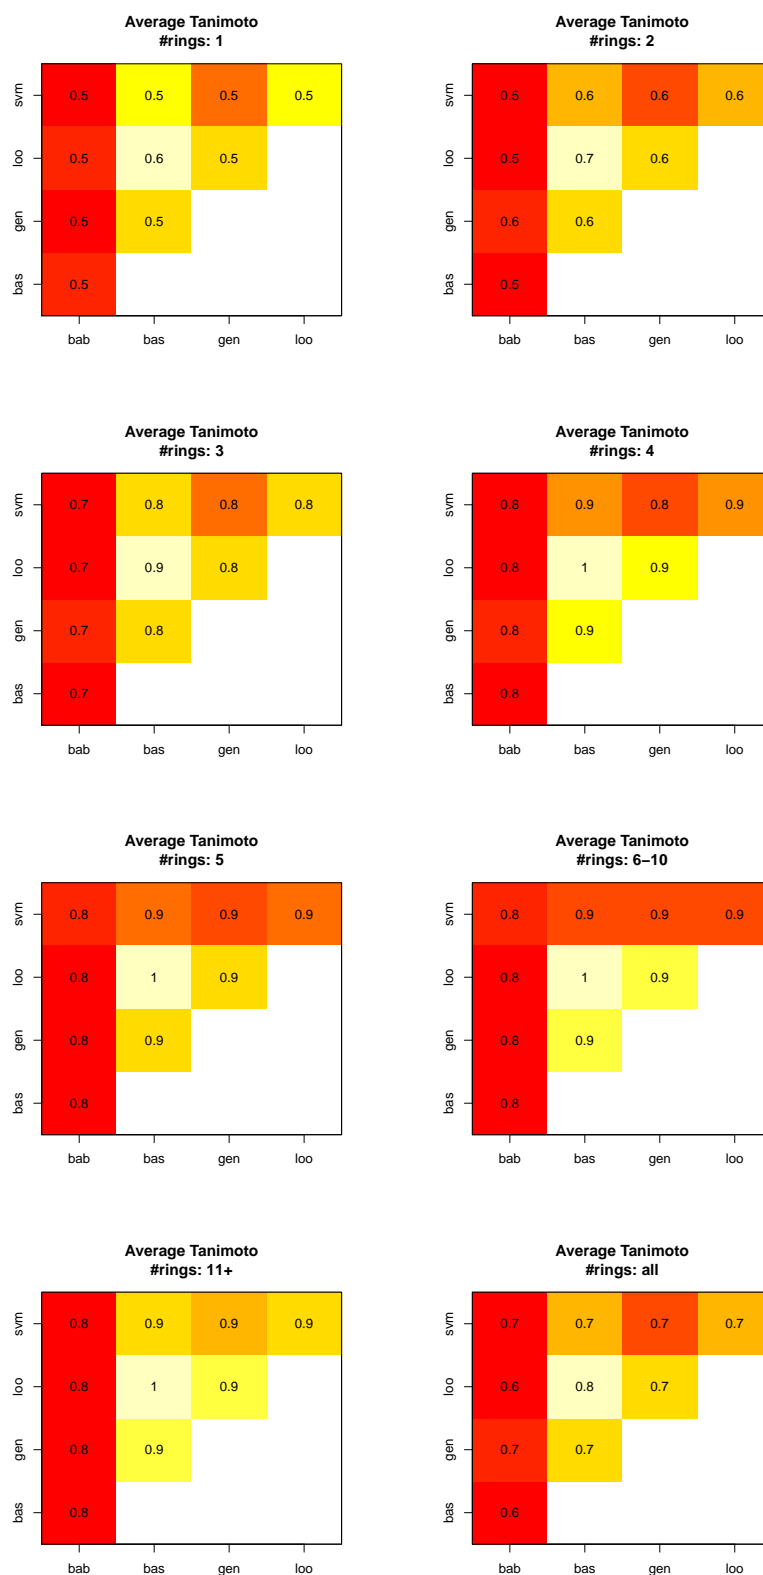 Average Tanimoto
#rings: 1
svm 0.5 0.5 0.5 0.5
loo 0.5 0.6 0.5
gen 0.5 0.5
bas 0.5
bab bas gen loo
Average Tanimoto
#rings: 2
svm 0.5 0.6 0.6 0.6
loo 0.5 0.7 0.6
gen 0.6 0.6
bas 0.5
bab bas gen loo
Average Tanimoto
#rings: 3
svm 0.7 0.8 0.8 0.8
loo 0.7 0.9 0.8
gen 0.7 0.8
bas 0.7
bab bas gen loo
Average Tanimoto
#rings: 4
svm 0.8 0.9 0.8 0.9
loo 0.8 1 0.9
gen 0.8 0.9
bas 0.8
bab bas gen loo
Average Tanimoto
#rings: 5
svm 0.8 0.9 0.9 0.9
loo 0.8 1 0.9
gen 0.8 0.9
bas 0.8
bab bas gen loo
Average Tanimoto
#rings: 6−10
svm 0.8 0.9 0.9 0.9
loo 0.8 1 0.9
gen 0.8 0.9
bas 0.8
bab bas gen loo
Average Tanimoto
#rings: 11+
svm 0.8 0.9 0.9 0.9
loo 0.8 1 0.9
gen 0.8 0.9
bas 0.8
bab bas gen loo
Average Tanimoto
#rings: all
svm 0.7 0.7 0.7 0.7
loo 0.6 0.8 0.7
gen 0.7 0.7
bas 0.6
bab bas gen loo